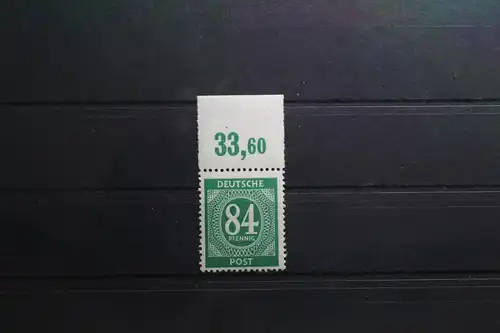 33,60
DEUTSCHE
84
PFENNIG
POST